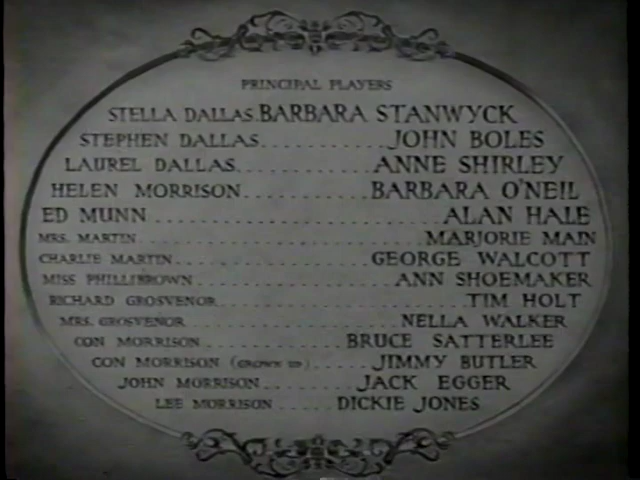 PRINCIPAL PLAYERS
STELLA DALLAS.BARBARA STANWYCK
STEPHEN DALLAS............JOHN BOLES
LAUREL DALLAS.............ANNE SHIRLEY
HELEN MORRISON...........BARBARA O'NEIL
ED MUNN........................ALAN HALE
MRS. MARTIN........................MARJORIE MAIN
CHARLIE MARTIN................GEORGE WALCOTT
MISS PHILLIBROWN................ANN SHOEMAKER
RICHARD GROSVENOR....................TIM HOLT
MRS. GROSVENOR................NELLA WALKER
CON MORRISON............BRUCE SATTERLEE
CON MORRISON (GROWN UP).....JIMMY BUTLER
JOHN MORRISON.........JACK EGGER
LEE MORRISON.....DICKIE JONES